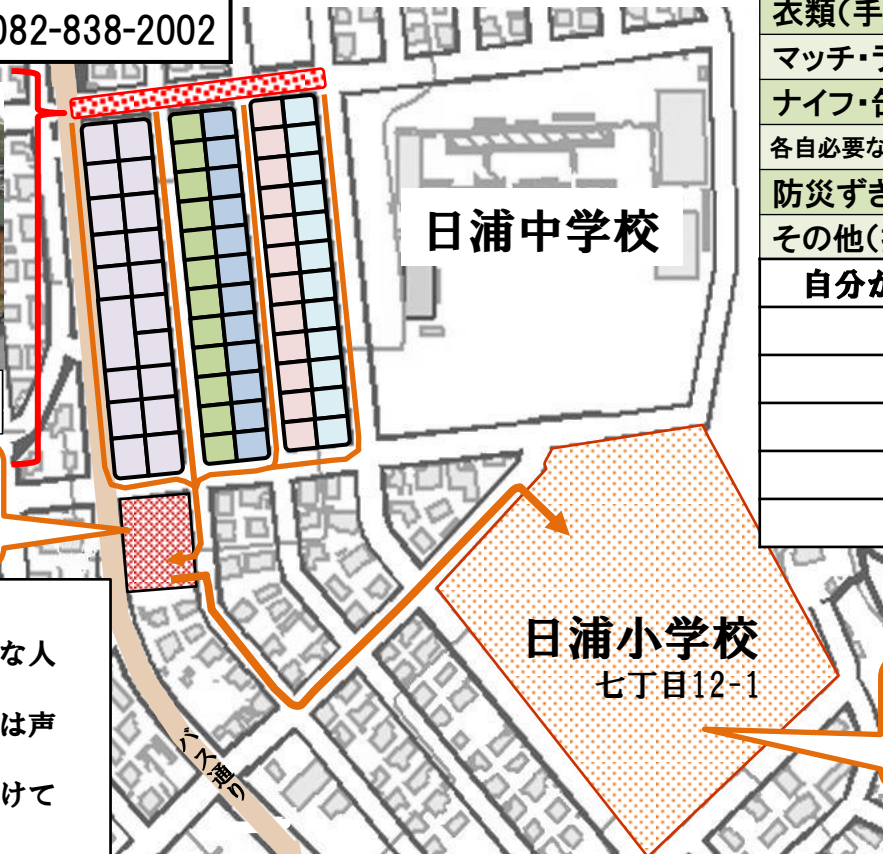 082-838-2002
衣類(手
マッチ・ラ
ナイフ・缶
各自必要な
防災ずき
その他(
自分が
日浦中学校
日浦小学校
七丁目12-1
な人
は声
けて
バス通り